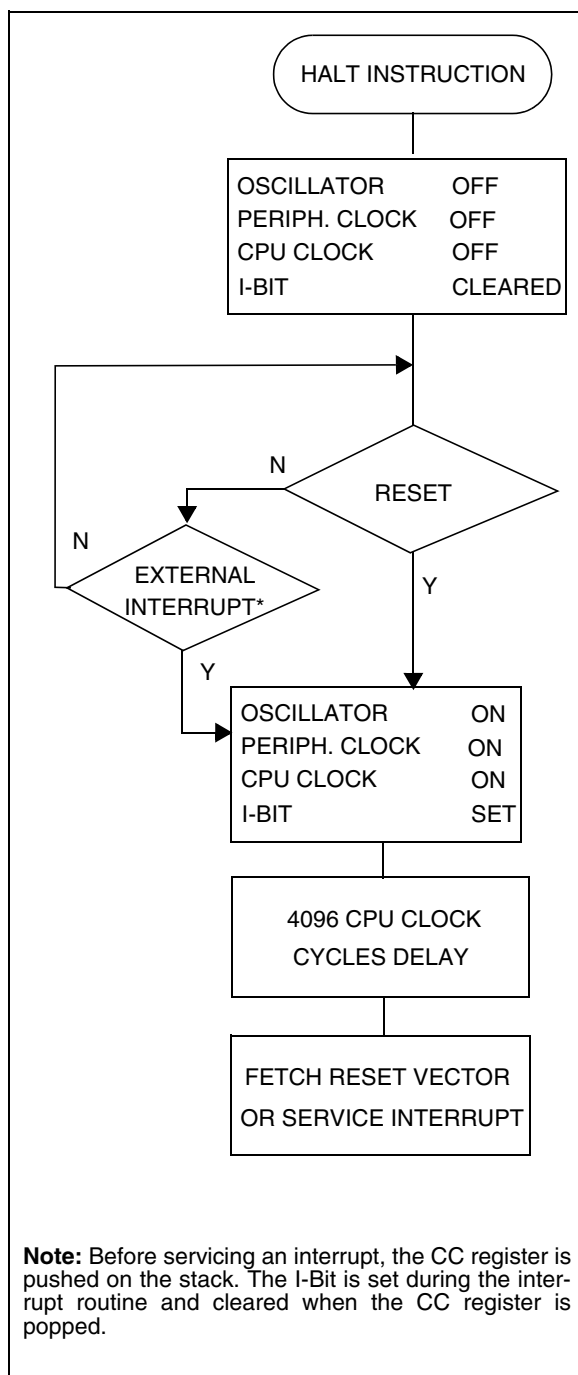 HALT INSTRUCTION
OSCILLATOR OFF
PERIPH. CLOCK OFF
CPU CLOCK OFF
I-BIT CLEARED
N
RESET
N
EXTERNAL
INTERRUPT*
Y
Y
OSCILLATOR ON
PERIPH. CLOCK ON
CPU CLOCK ON
I-BIT SET
4096 CPU CLOCK
CYCLES DELAY
FETCH RESET VECTOR
OR SERVICE INTERRUPT
Note: Before servicing an interrupt, the CC register is
pushed on the stack. The I-Bit is set during the inter-
rupt routine and cleared when the CC register is
popped.